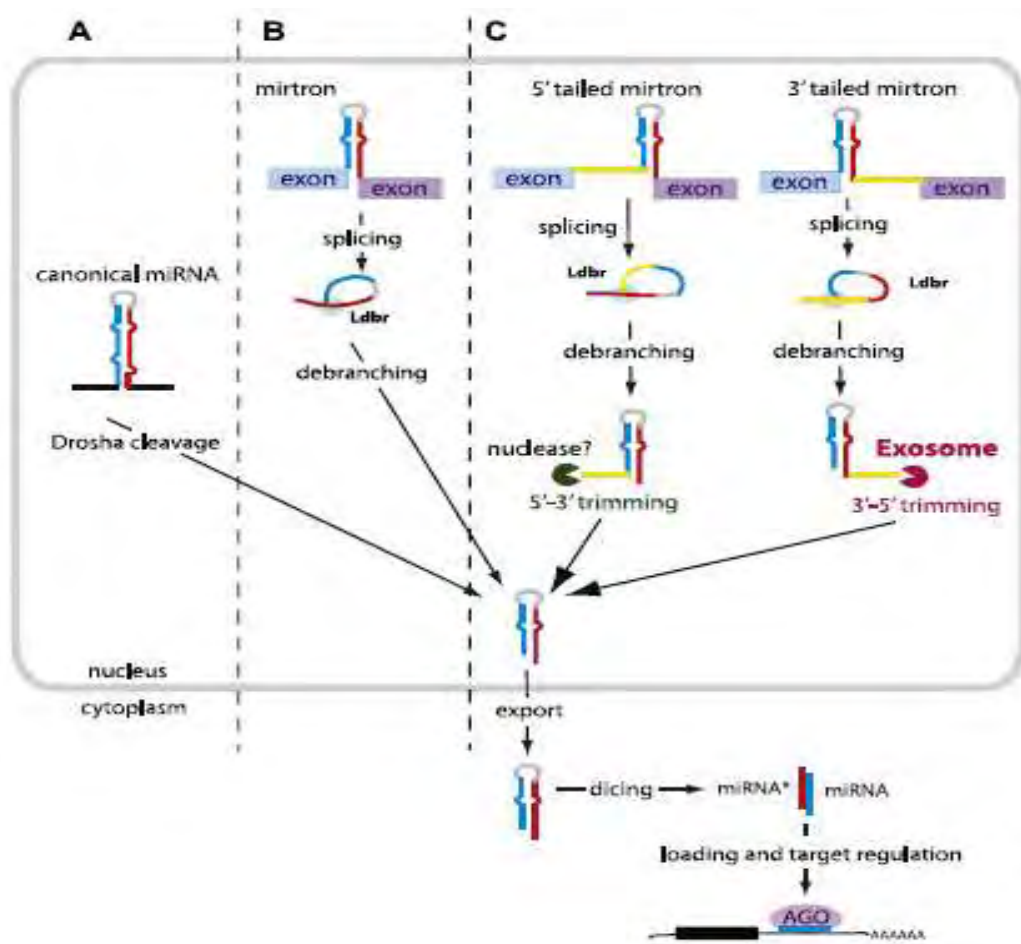 A
B
C
mirtron
5' tailed mirtron
3' tailed mirtron
exon
exon
exon
exon
exon
exon
splicing
splicing
splicing
canonical miRNA
Ldbr
Ldbr
Ldbr
debranching
debranching
debranching
Drosha cleavage
nuclease?
Exosome
5'–3' trimming
3'–5' trimming
nucleus
cytoplasm
export
dicing
miRNA*
miRNA
loading and target regulation
AGO
AAAAAA